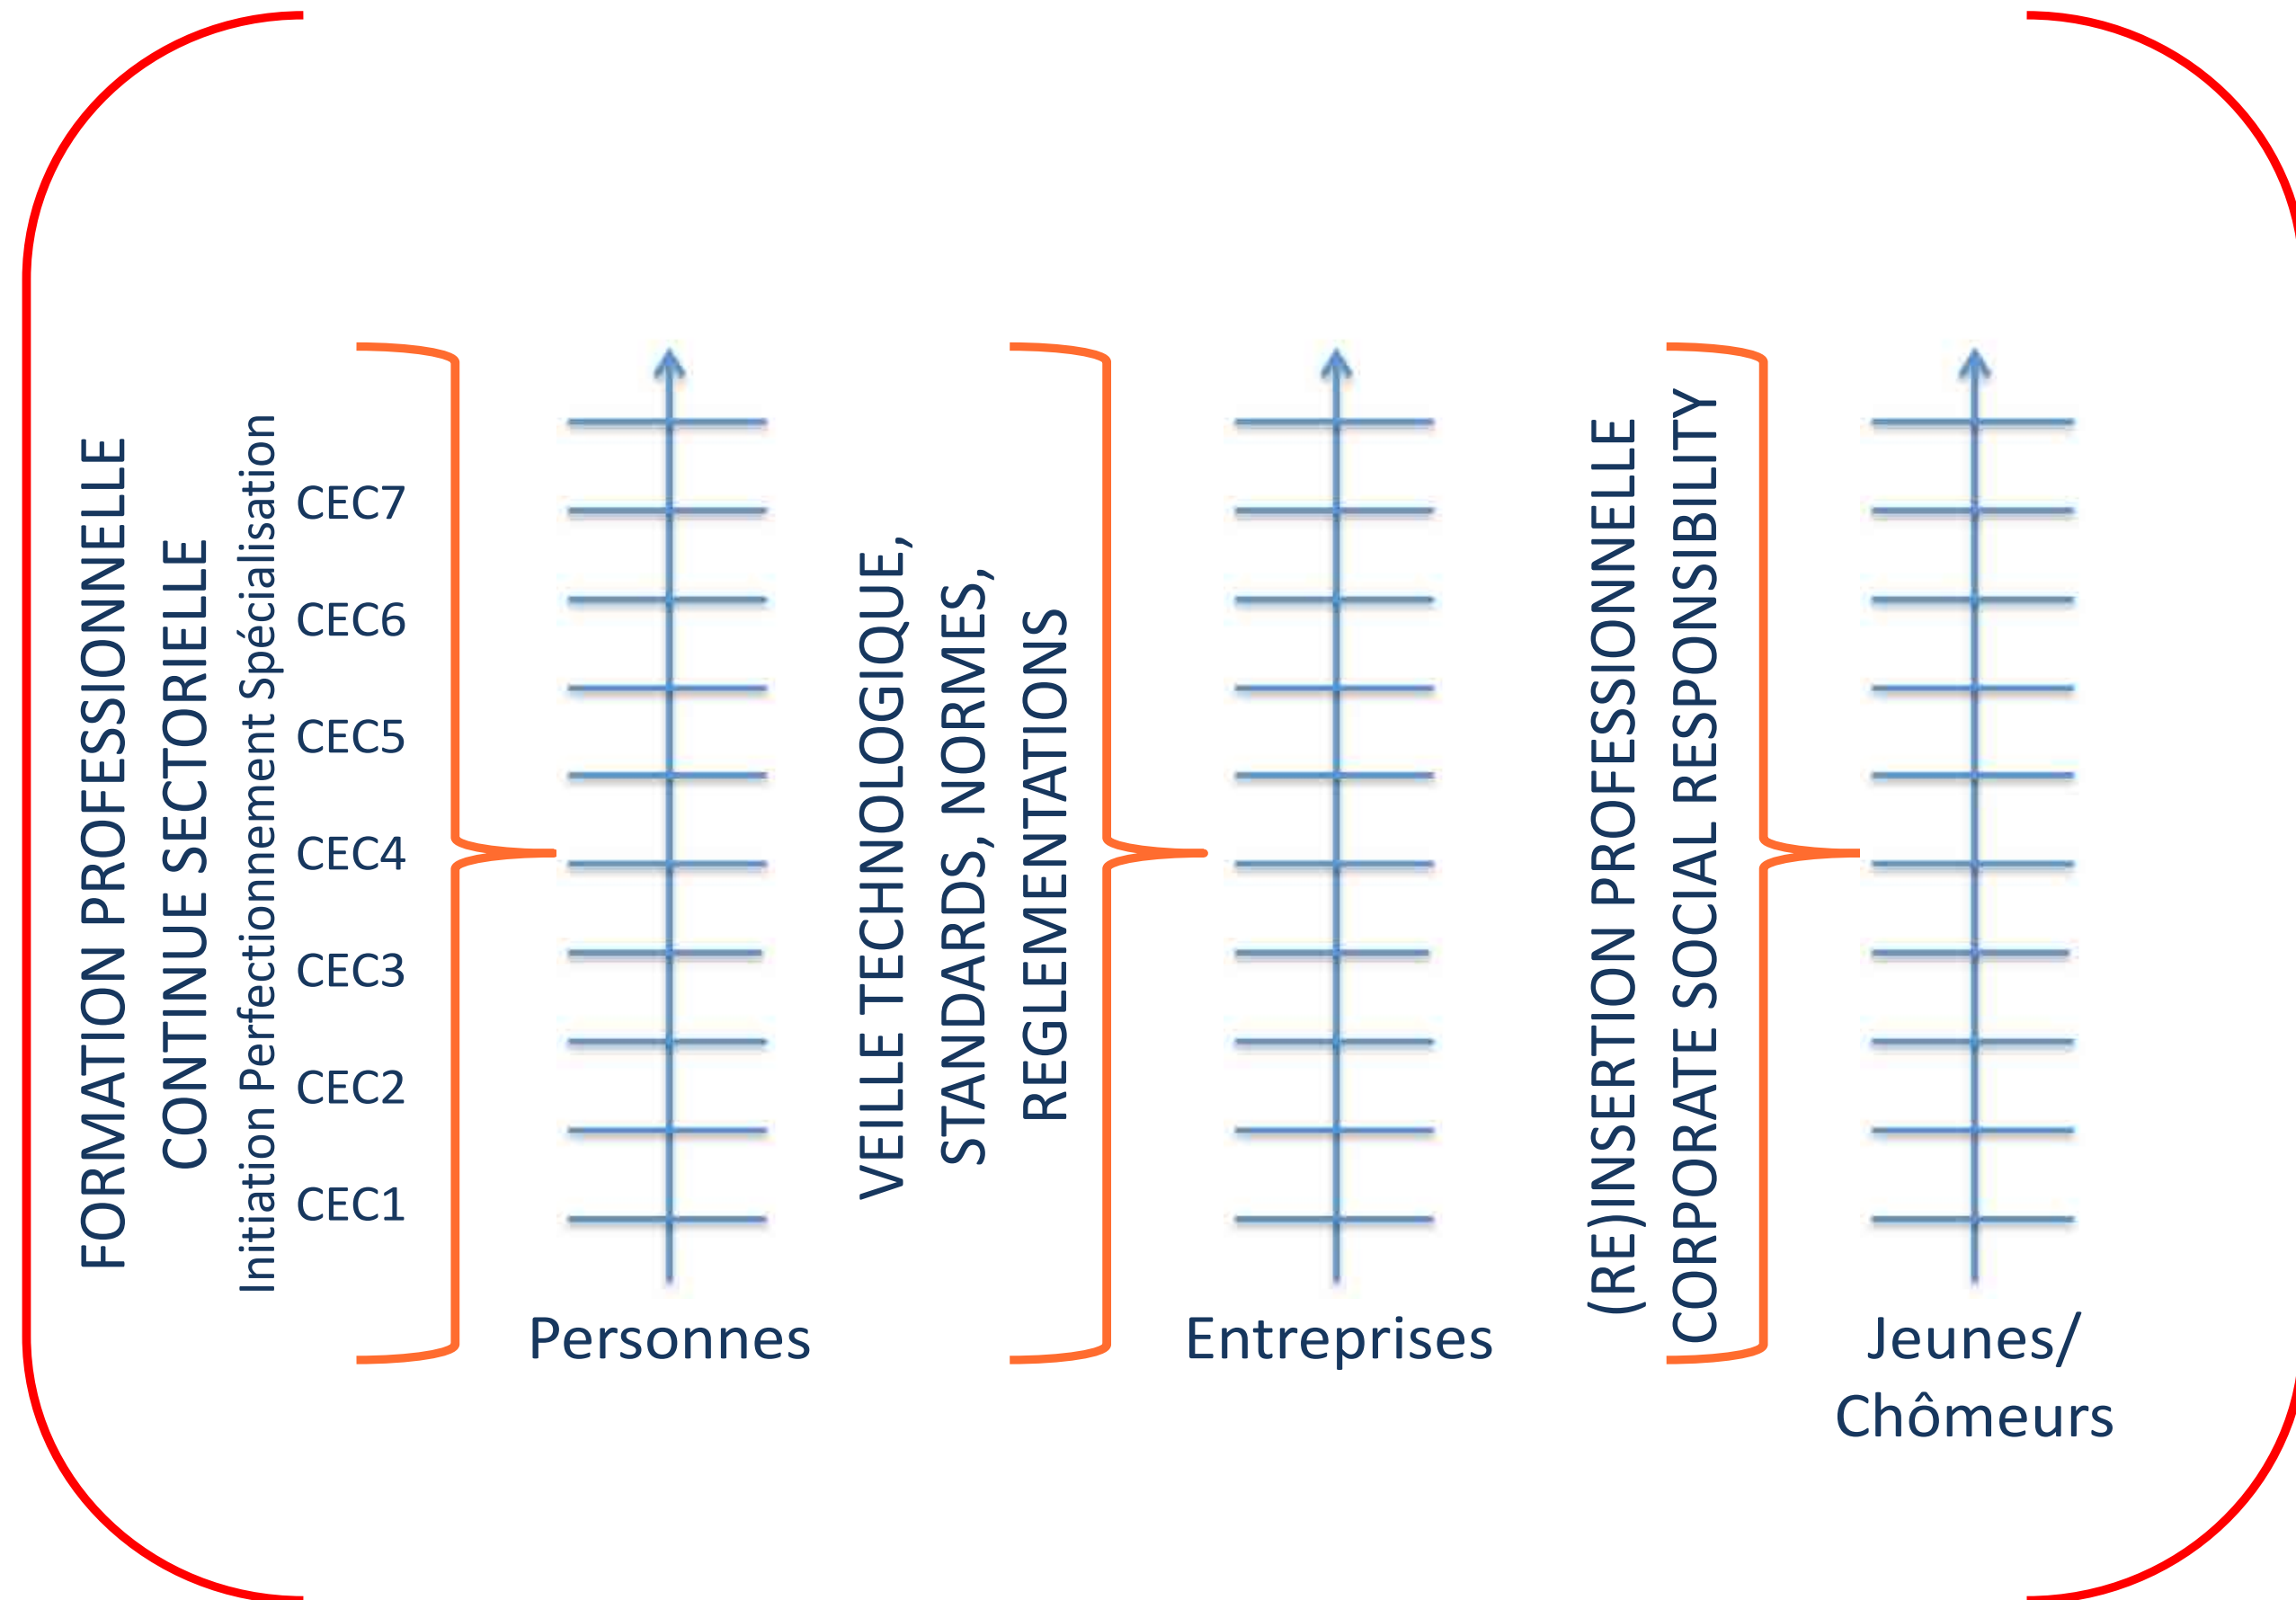 FORMATION PROFESSIONNELLE
CONTINUE SECTORIELLE
Initiation Perfectionnement Spécialisation
CEC7
CEC6
CEC5
CEC4
CEC3
CEC2
CEC1
Personnes
VEILLE TECHNOLOGIQUE,
STANDARDS, NORMES,
REGLEMENTATIONS
Entreprises
(RE)INSERTION PROFESSIONNELLE
CORPORATE SOCIAL RESPONSIBILITY
Jeunes/
Chômeurs